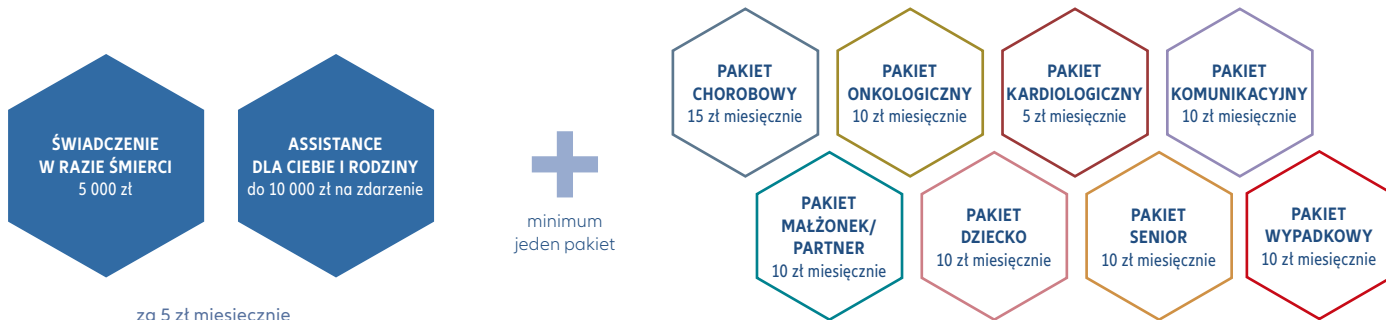 ŚWIADCZENIE
W RAZIE ŚMIERCI
5 000 zł
ASSISTANCE
DLA CIEBIE I RODZINY
do 10 000 zł na zdarzenie
za 5 zł miesięcznie
minimum
jeden pakiet
PAKIET
CHOROBOWY
15 zł miesięcznie
PAKIET
ONKOLOGICZNY
10 zł miesięcznie
PAKIET
KARDIOLOGICZNY
5 zł miesięcznie
PAKIET
KOMUNIKACYJNY
10 zł miesięcznie
PAKIET
MAŁŻONEK/
PARTNER
10 zł miesięcznie
PAKIET
DZIECKO
10 zł miesięcznie
PAKIET
SENIOR
10 zł miesięcznie
PAKIET
WYPADKOWY
10 zł miesięcznie